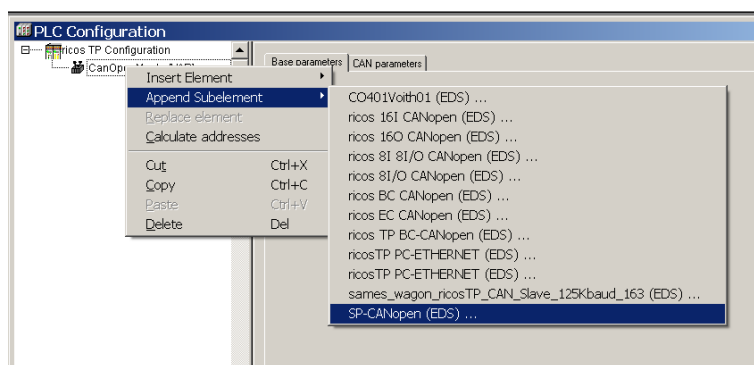 PLC Configuration
ricos TP Configuration
Base parameters
CAN parameters
Insert Element
Append Subelement
Replace element
Calculate addresses
Cut Ctrl+X
Copy Ctrl+C
Paste Ctrl+V
Delete Del
CO401Voith01 (EDS) ...
ricos 16I CANopen (EDS) ...
ricos 16O CANopen (EDS) ...
ricos 8I 8I/O CANopen (EDS) ...
ricos 8I/O CANopen (EDS) ...
ricos BC CANopen (EDS) ...
ricos EC CANopen (EDS) ...
ricos TP BC-CANopen (EDS) ...
ricosTP PC-ETHERNET (EDS) ...
ricosTP PC-ETHERNET (EDS) ...
sames_wagon_ricosTP_CAN_Slave_125Kbaud_163 (EDS) ...
SP-CANopen (EDS) ...